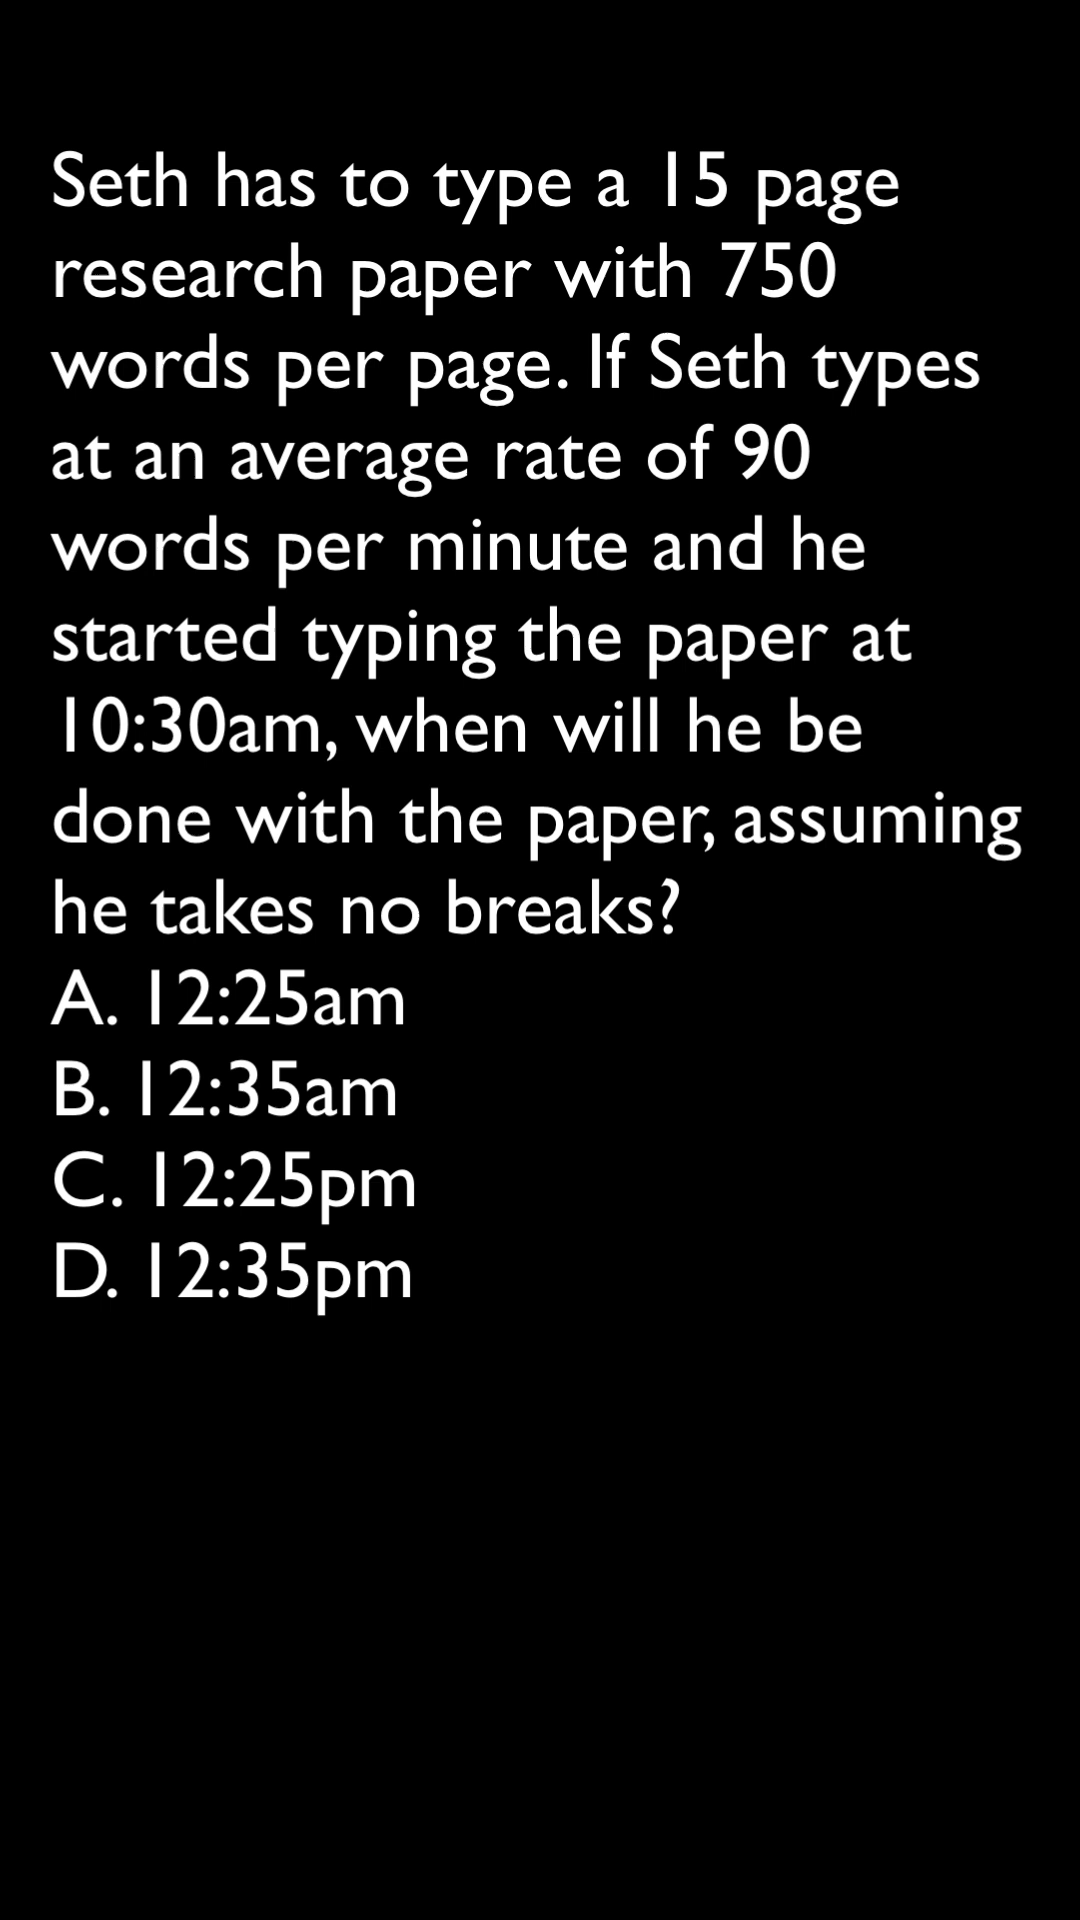 Seth has to type a 15 page
research paper with 750
words per page. If Seth types
at an average rate of 90
words per minute and he
started typing the paper at
10:30am, when will he be
done with the paper, assuming
he takes no breaks?
A. 12:25am
B. 12:35am
C. 12:25pm
D. 12:35pm